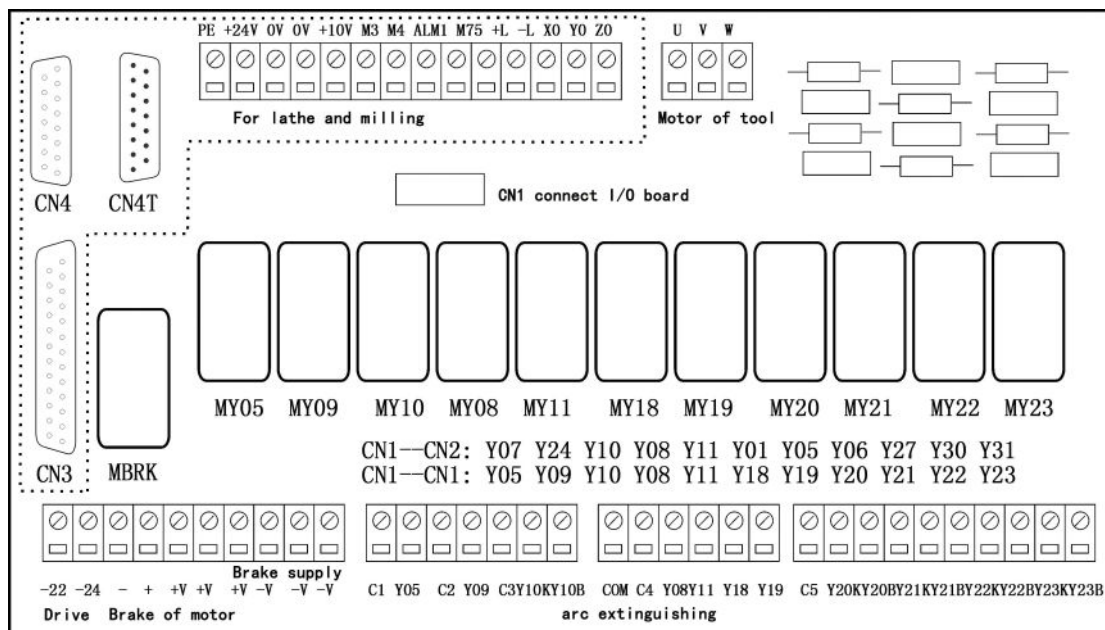 PE +24V 0V 0V +10V M3 M4 ALM1 M75 +L -L X0 Y0 Z0
U V W
For lathe and milling
Motor of tool
CN4 CN4T
CN1 connect I/O board
MY05 MY09 MY10 MY08 MY11 MY18 MY19 MY20 MY21 MY22 MY23
CN1--CN2: Y07 Y24 Y10 Y08 Y11 Y01 Y05 Y06 Y27 Y30 Y31
CN1--CN1: Y05 Y09 Y10 Y08 Y11 Y18 Y19 Y20 Y21 Y22 Y23
CN3 MBRK
Brake supply
-22 -24 - + +V +V +V -V -V -V
C1 Y05 C2 Y09 C3Y10KY10B
COM C4 Y08Y11 Y18 Y19
C5 Y20KY20BY21KY21BY22KY22BY23KY23B
Drive Brake of motor
arc extinguishing